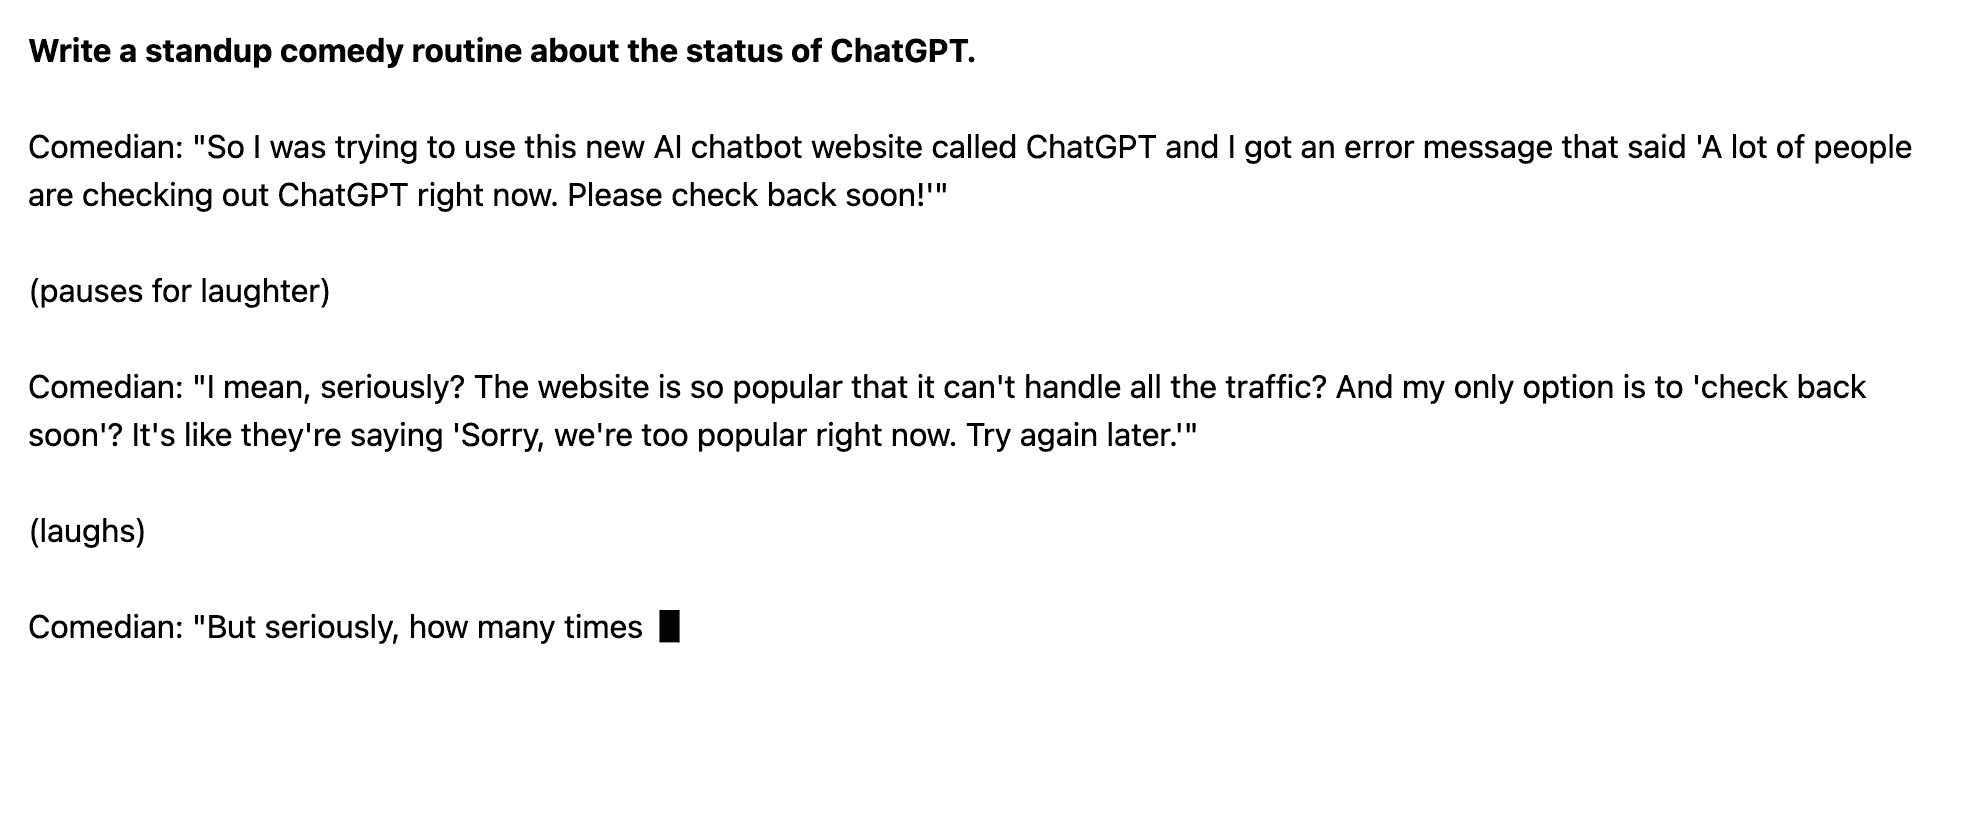 Write a standup comedy routine about the status of ChatGPT.
Comedian: "So I was trying to use this new AI chatbot website called ChatGPT and I got an error message that said 'A lot of people
are checking out ChatGPT right now. Please check back soon!'"
(pauses for laughter)
Comedian: "I mean, seriously? The website is so popular that it can't handle all the traffic? And my only option is to 'check back
soon'? It's like they're saying 'Sorry, we're too popular right now. Try again later.'"
(laughs)
Comedian: "But seriously, how many times